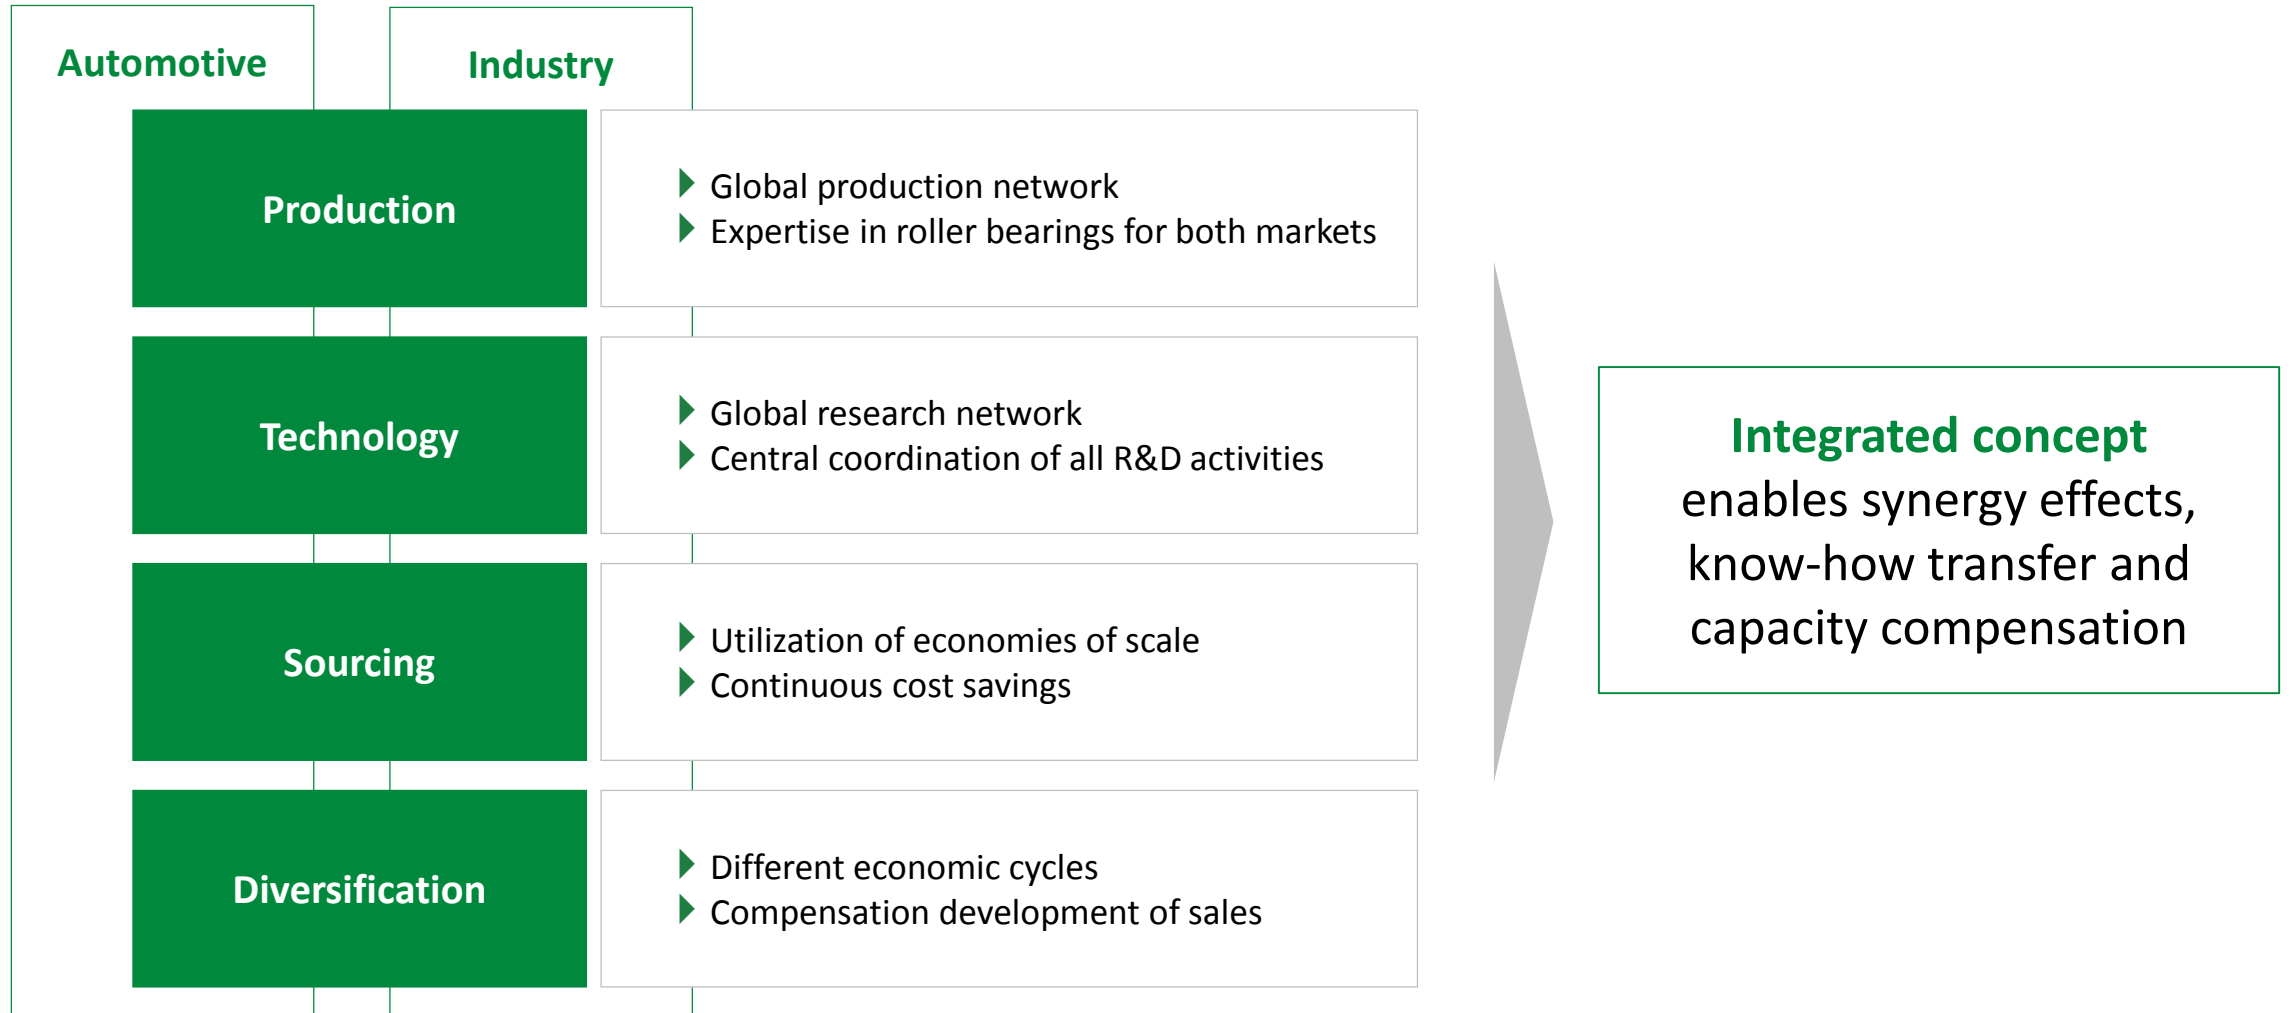 Automotive
Industry
Production
Global production network
Expertise in roller bearings for both markets
Technology
Global research network
Central coordination of all R&D activities
Sourcing
Utilization of economies of scale
Continuous cost savings
Diversification
Different economic cycles
Compensation development of sales
Integrated concept
enables synergy effects,
know-how transfer and
capacity compensation